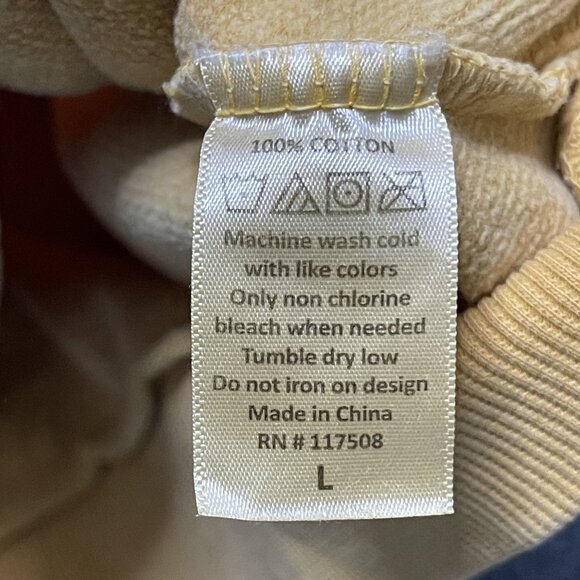 100% COTTON
Machine wash cold
with like colors
Only non chlorine
bleach when needed
Tumble dry low
Do not iron on design
Made in China
RN # 117508
L